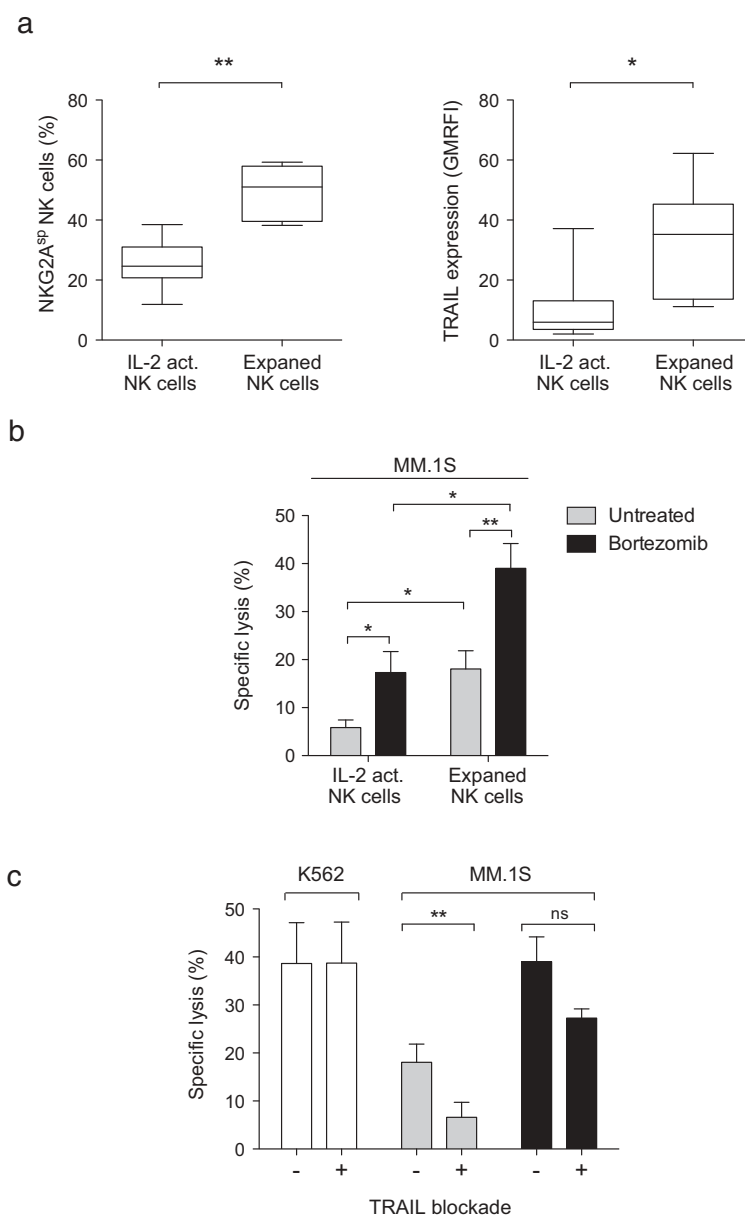 a
**
80
60
40
20
0
NKG2Asp NK cells (%)
IL-2 act.
NK cells
Expaned
NK cells
*
80
60
40
20
0
TRAIL expression (GMRFI)
IL-2 act.
NK cells
Expaned
NK cells
b
MM.1S
*
**
*
*
50
40
30
20
10
0
Specific lysis (%)
IL-2 act.
NK cells
Expaned
NK cells
Untreated
Bortezomib
c
K562
MM.1S
**
ns
50
40
30
20
10
0
Specific lysis (%)
- + - + - +
TRAIL blockade